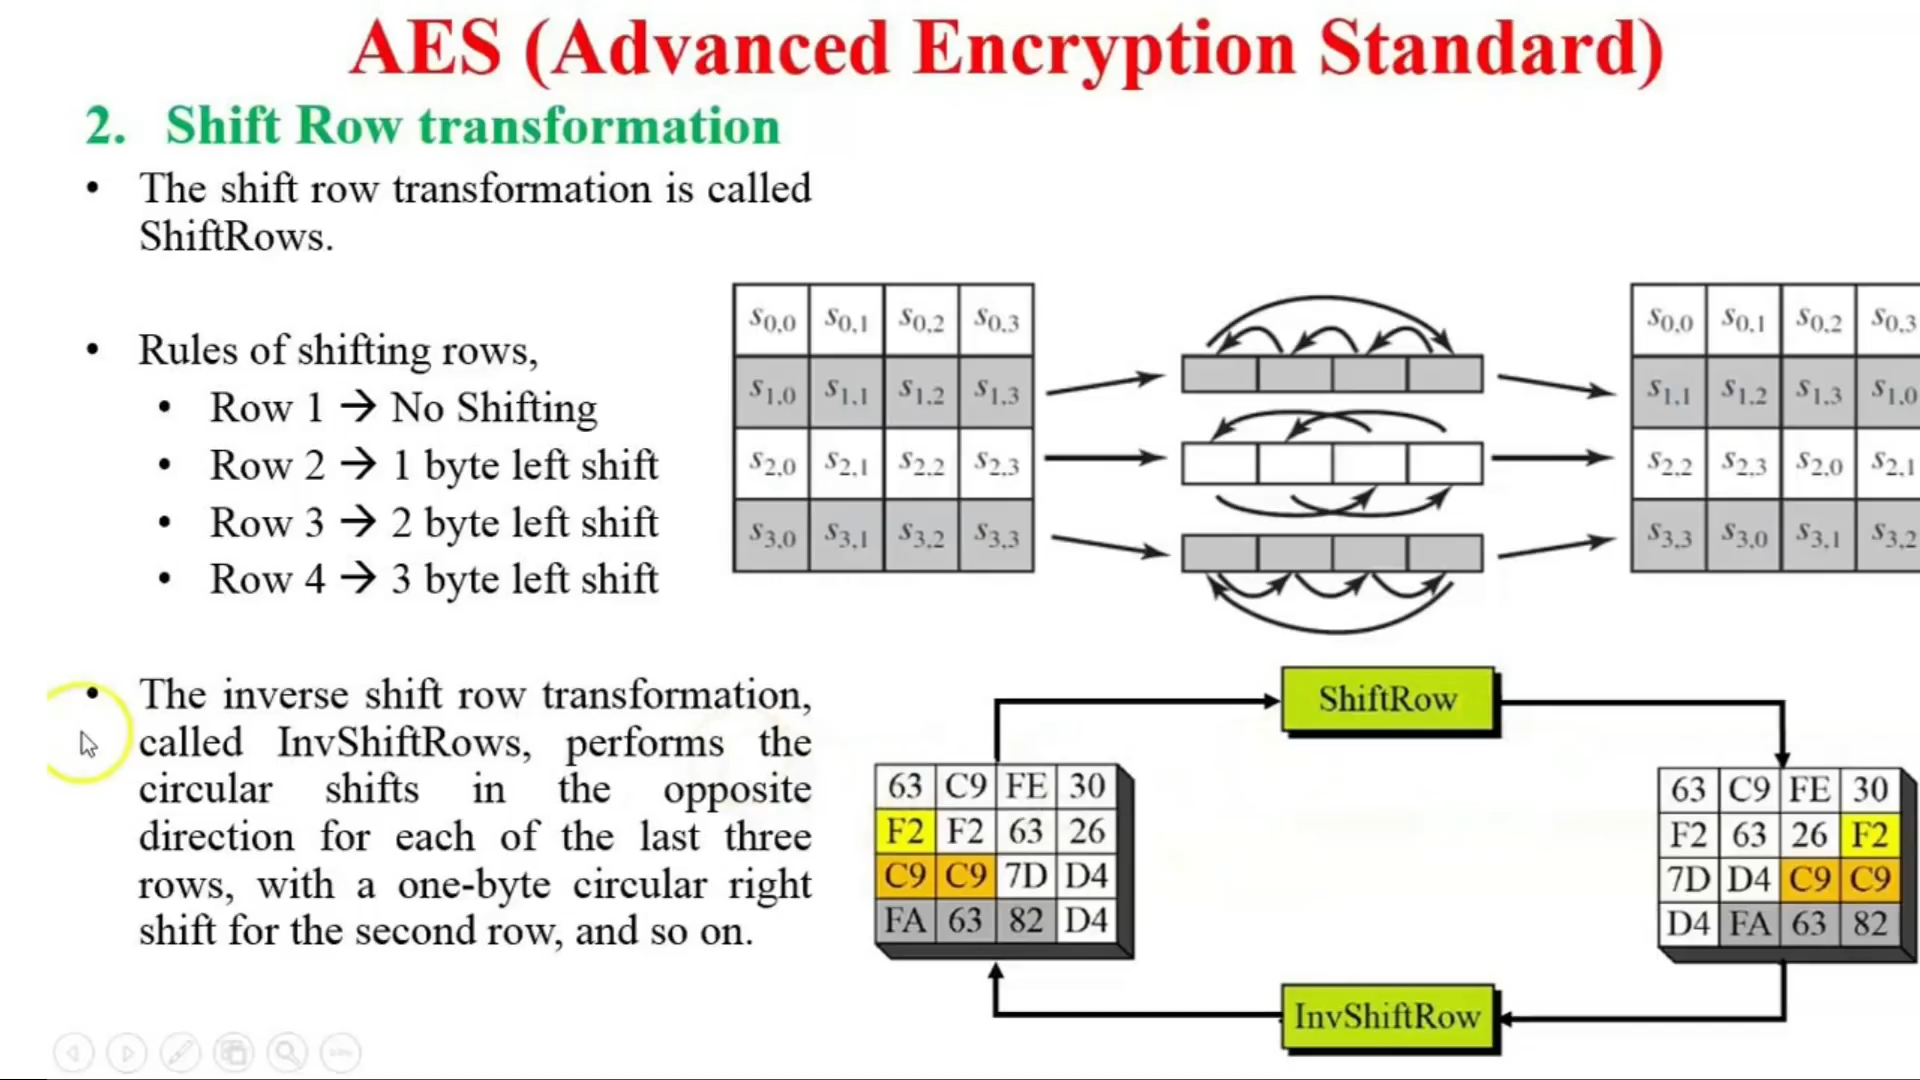 AES (Advanced Encryption Standard)
2. Shift Row transformation
• The shift row transformation is called
ShiftRows.
• Rules of shifting rows,
• Row 1 → No Shifting
• Row 2 → 1 byte left shift
• Row 3 → 2 byte left shift
• Row 4 → 3 byte left shift
• The inverse shift row transformation,
called InvShiftRows, performs the
circular shifts in the opposite
direction for each of the last three
rows, with a one-byte circular right
shift for the second row, and so on.
s0,0 s0,1 s0,2 s0,3
s1,0 s1,1 s1,2 s1,3
s2,0 s2,1 s2,2 s2,3
s3,0 s3,1 s3,2 s3,3
s0,0 s0,1 s0,2 s0,3
s1,1 s1,2 s1,3 s1,0
s2,2 s2,3 s2,0 s2,1
s3,3 s3,0 s3,1 s3,2
ShiftRow
63 C9 FE 30
F2 F2 63 26
C9 C9 7D D4
FA 63 82 D4
63 C9 FE 30
F2 63 26 F2
7D D4 C9 C9
D4 FA 63 82
InvShiftRow